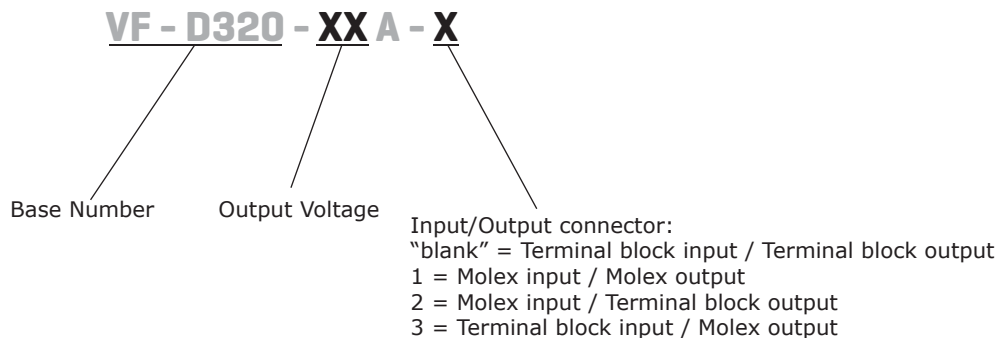 VF - D320 - XX A - X
Base Number
Output Voltage
Input/Output connector:
“blank” = Terminal block input / Terminal block output
1 = Molex input / Molex output
2 = Molex input / Terminal block output
3 = Terminal block input / Molex output